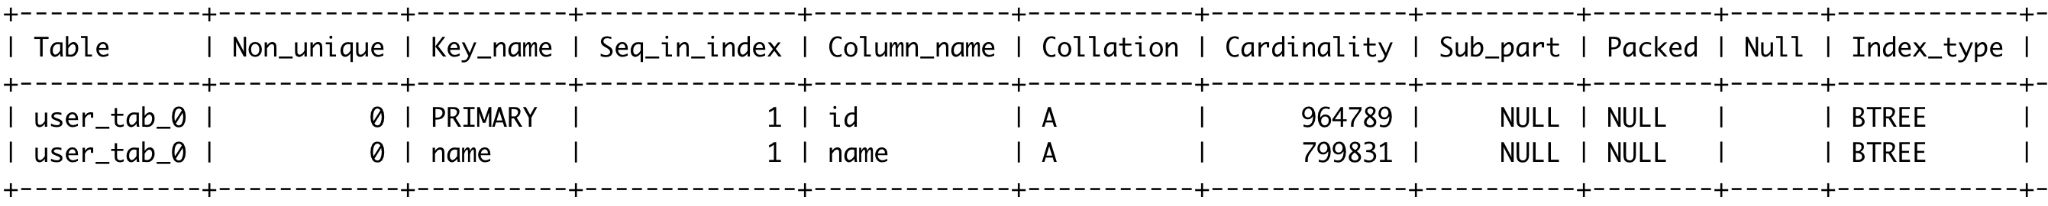 +------------+------------+----------+--------------+-------------+-----------+-------------+----------+--------+------+------------+-
| Table      | Non_unique | Key_name | Seq_in_index | Column_name | Collation | Cardinality | Sub_part | Packed | Null | Index_type |
+------------+------------+----------+--------------+-------------+-----------+-------------+----------+--------+------+------------+-
| user_tab_0 |          0 | PRIMARY  |            1 | id          | A         |      964789 |     NULL | NULL   |      | BTREE      |
| user_tab_0 |          0 | name     |            1 | name        | A         |      799831 |     NULL | NULL   |      | BTREE      |
+------------+------------+----------+--------------+-------------+-----------+-------------+----------+--------+------+------------+-